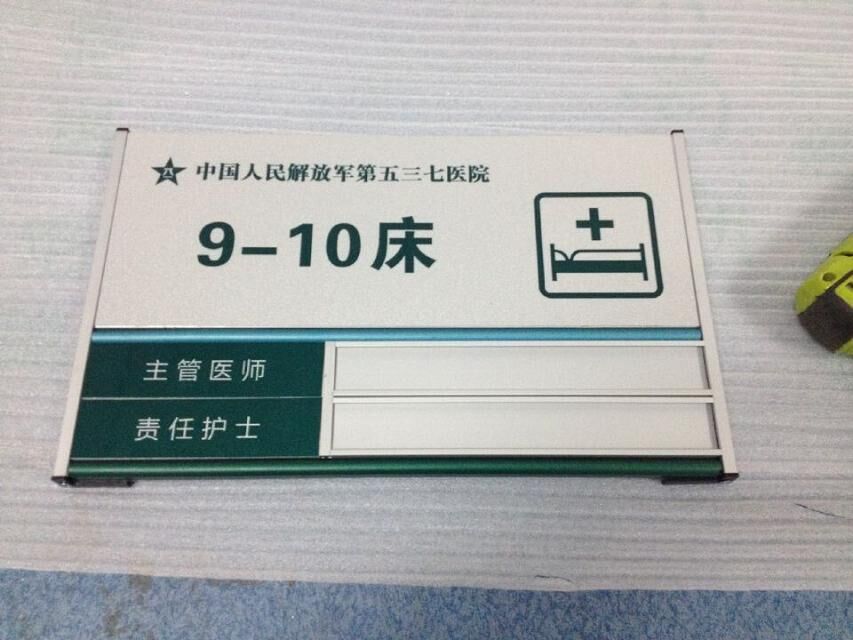 中国人民解放军第五三七医院
9-10床
主管医师
责任护士